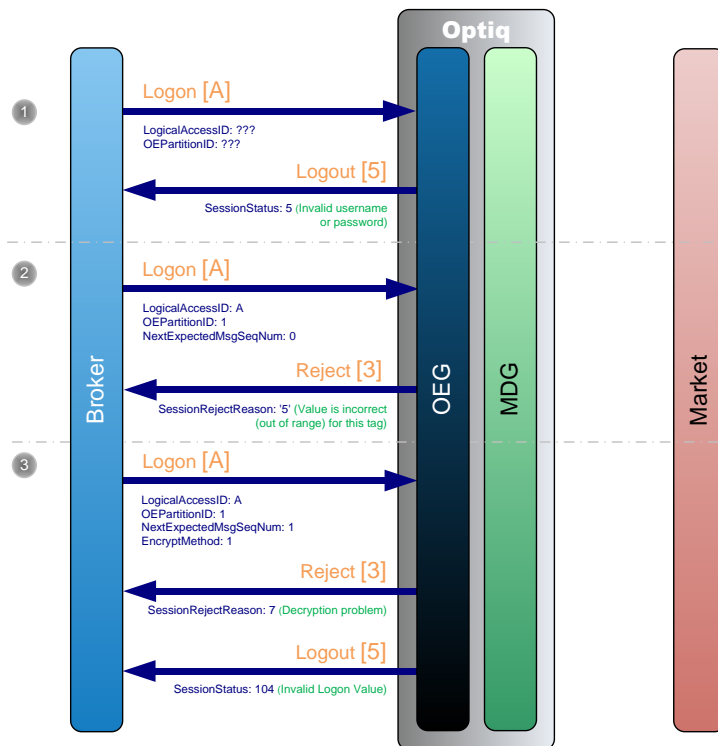 Optiq
1
Logon [A]
LogicalAccessID: ???
OEPartitionID: ???
Logout [5]
SessionStatus: 5 (Invalid username
or password)
2
Logon [A]
LogicalAccessID: A
OEPartitionID: 1
NextExpectedMsgSeqNum: 0
Reject [3]
SessionRejectReason: '5' (Value is incorrect
(out of range) for this tag)
Broker
OEG
MDG
Market
3
Logon [A]
LogicalAccessID: A
OEPartitionID: 1
NextExpectedMsgSeqNum: 1
EncryptMethod: 1
Reject [3]
SessionRejectReason: 7 (Decryption problem)
Logout [5]
SessionStatus: 104 (Invalid Logon Value)